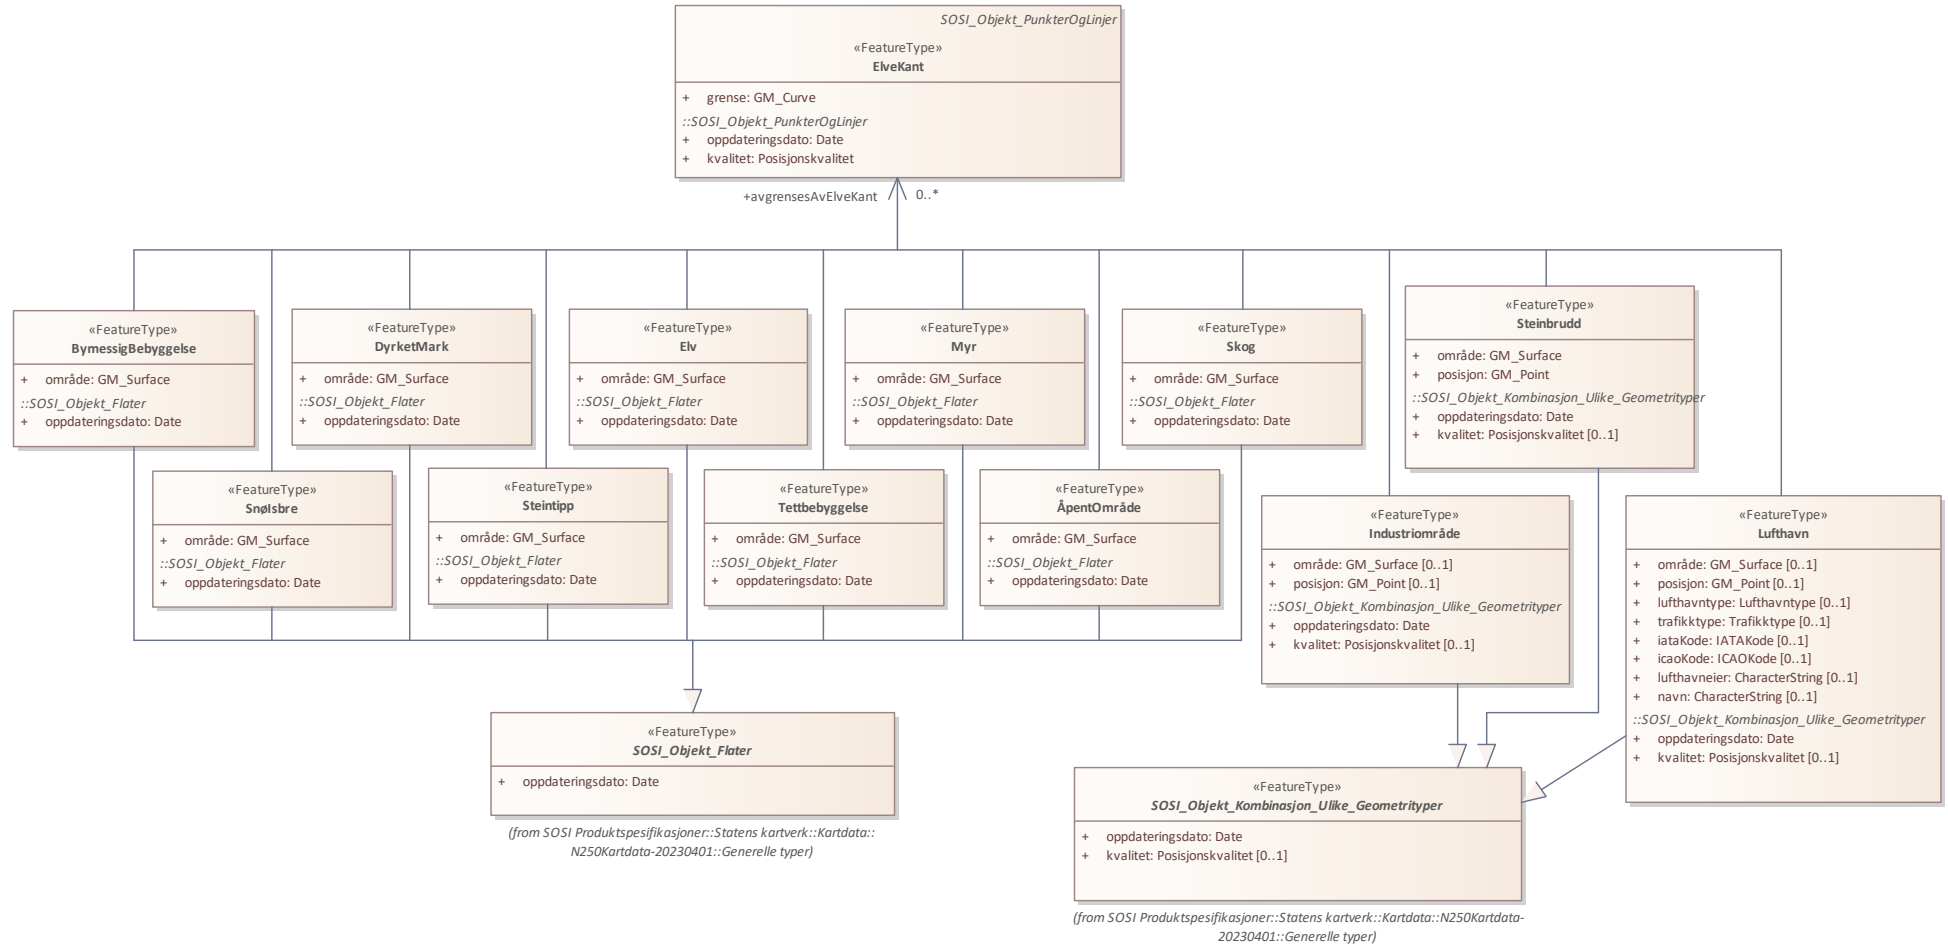 SOSI_Objekt_PunkterOgLinjer
«FeatureType»
ElveKant
+ grense: GM_Curve
::SOSI_Objekt_PunkterOgLinjer
+ oppdateringsdato: Date
+ kvalitet: Posisjonskvalitet
+avgrensesAvElveKant 0..*
«FeatureType»
BymessigBebyggelse
+ område: GM_Surface
::SOSI_Objekt_Flater
+ oppdateringsdato: Date
«FeatureType»
DyrketMark
+ område: GM_Surface
::SOSI_Objekt_Flater
+ oppdateringsdato: Date
«FeatureType»
Elv
+ område: GM_Surface
::SOSI_Objekt_Flater
+ oppdateringsdato: Date
«FeatureType»
Myr
+ område: GM_Surface
::SOSI_Objekt_Flater
+ oppdateringsdato: Date
«FeatureType»
Skog
+ område: GM_Surface
::SOSI_Objekt_Flater
+ oppdateringsdato: Date
«FeatureType»
Steinbrudd
+ område: GM_Surface
+ posisjon: GM_Point
::SOSI_Objekt_Kombinasjon_Ulike_Geometrityper
+ oppdateringsdato: Date
+ kvalitet: Posisjonskvalitet [0..1]
«FeatureType»
SnøIsbre
+ område: GM_Surface
::SOSI_Objekt_Flater
+ oppdateringsdato: Date
«FeatureType»
Steintipp
+ område: GM_Surface
::SOSI_Objekt_Flater
+ oppdateringsdato: Date
«FeatureType»
Tettbebyggelse
+ område: GM_Surface
::SOSI_Objekt_Flater
+ oppdateringsdato: Date
«FeatureType»
ÅpentOmråde
+ område: GM_Surface
::SOSI_Objekt_Flater
+ oppdateringsdato: Date
«FeatureType»
Industriområde
+ område: GM_Surface [0..1]
+ posisjon: GM_Point [0..1]
::SOSI_Objekt_Kombinasjon_Ulike_Geometrityper
+ oppdateringsdato: Date
+ kvalitet: Posisjonskvalitet [0..1]
«FeatureType»
Lufthavn
+ område: GM_Surface [0..1]
+ posisjon: GM_Point [0..1]
+ lufthavntype: Lufthavntype [0..1]
+ trafikktype: Trafikktype [0..1]
+ iataKode: IATAKode [0..1]
+ icaoKode: ICAOKode [0..1]
+ lufthavneier: CharacterString [0..1]
+ navn: CharacterString [0..1]
::SOSI_Objekt_Kombinasjon_Ulike_Geometrityper
+ oppdateringsdato: Date
+ kvalitet: Posisjonskvalitet [0..1]
«FeatureType»
SOSI_Objekt_Flater
+ oppdateringsdato: Date
(from SOSI Produktspesifikasjoner::Statens kartverk::Kartdata::
N250Kartdata-20230401::Generelle typer)
«FeatureType»
SOSI_Objekt_Kombinasjon_Ulike_Geometrityper
+ oppdateringsdato: Date
+ kvalitet: Posisjonskvalitet [0..1]
(from SOSI Produktspesifikasjoner::Statens kartverk::Kartdata::N250Kartdata-
20230401::Generelle typer)